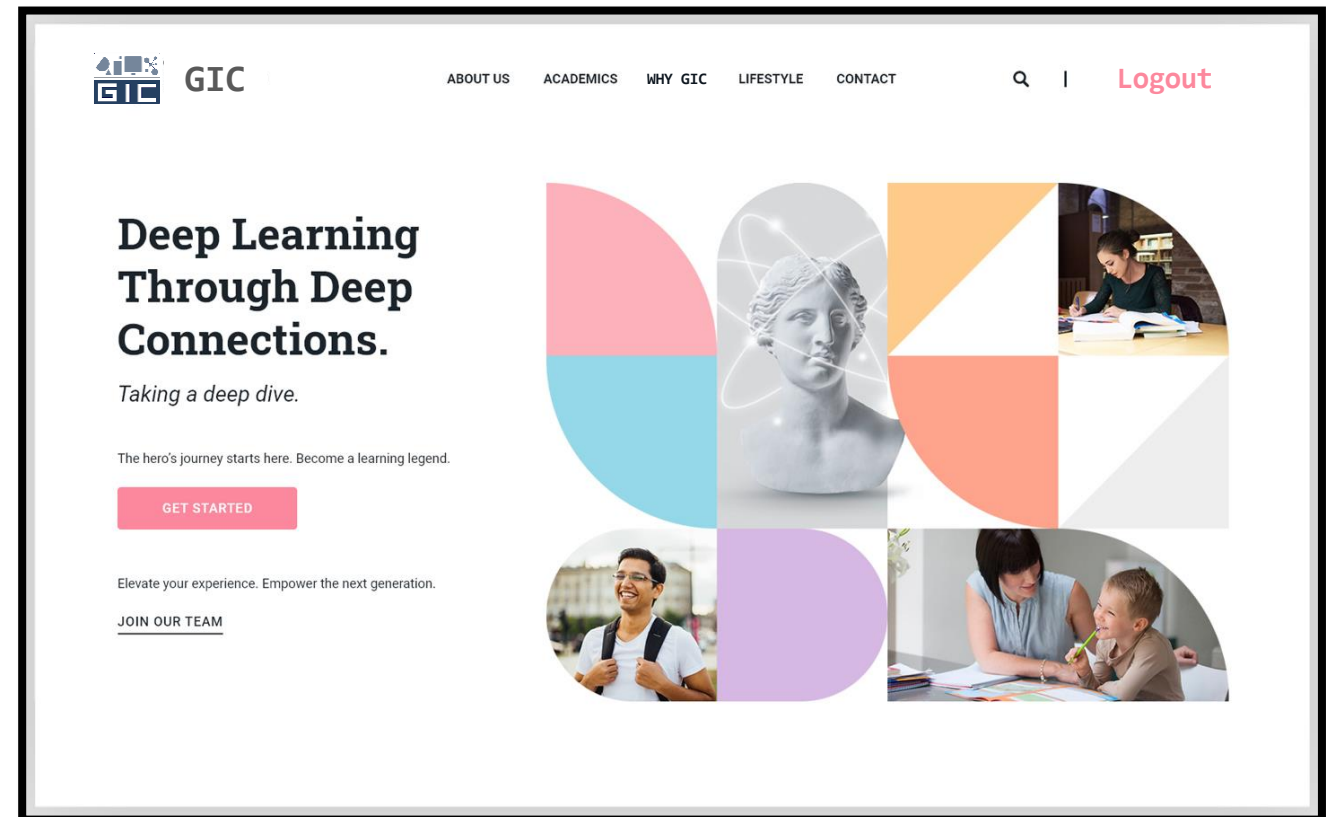 GIC
GIC
ABOUT US
ACADEMICS
WHY GIC
LIFESTYLE
CONTACT
Logout
Deep Learning
Through Deep
Connections.
Taking a deep dive.
The hero's journey starts here. Become a learning legend.
GET STARTED
Elevate your experience. Empower the next generation.
JOIN OUR TEAM